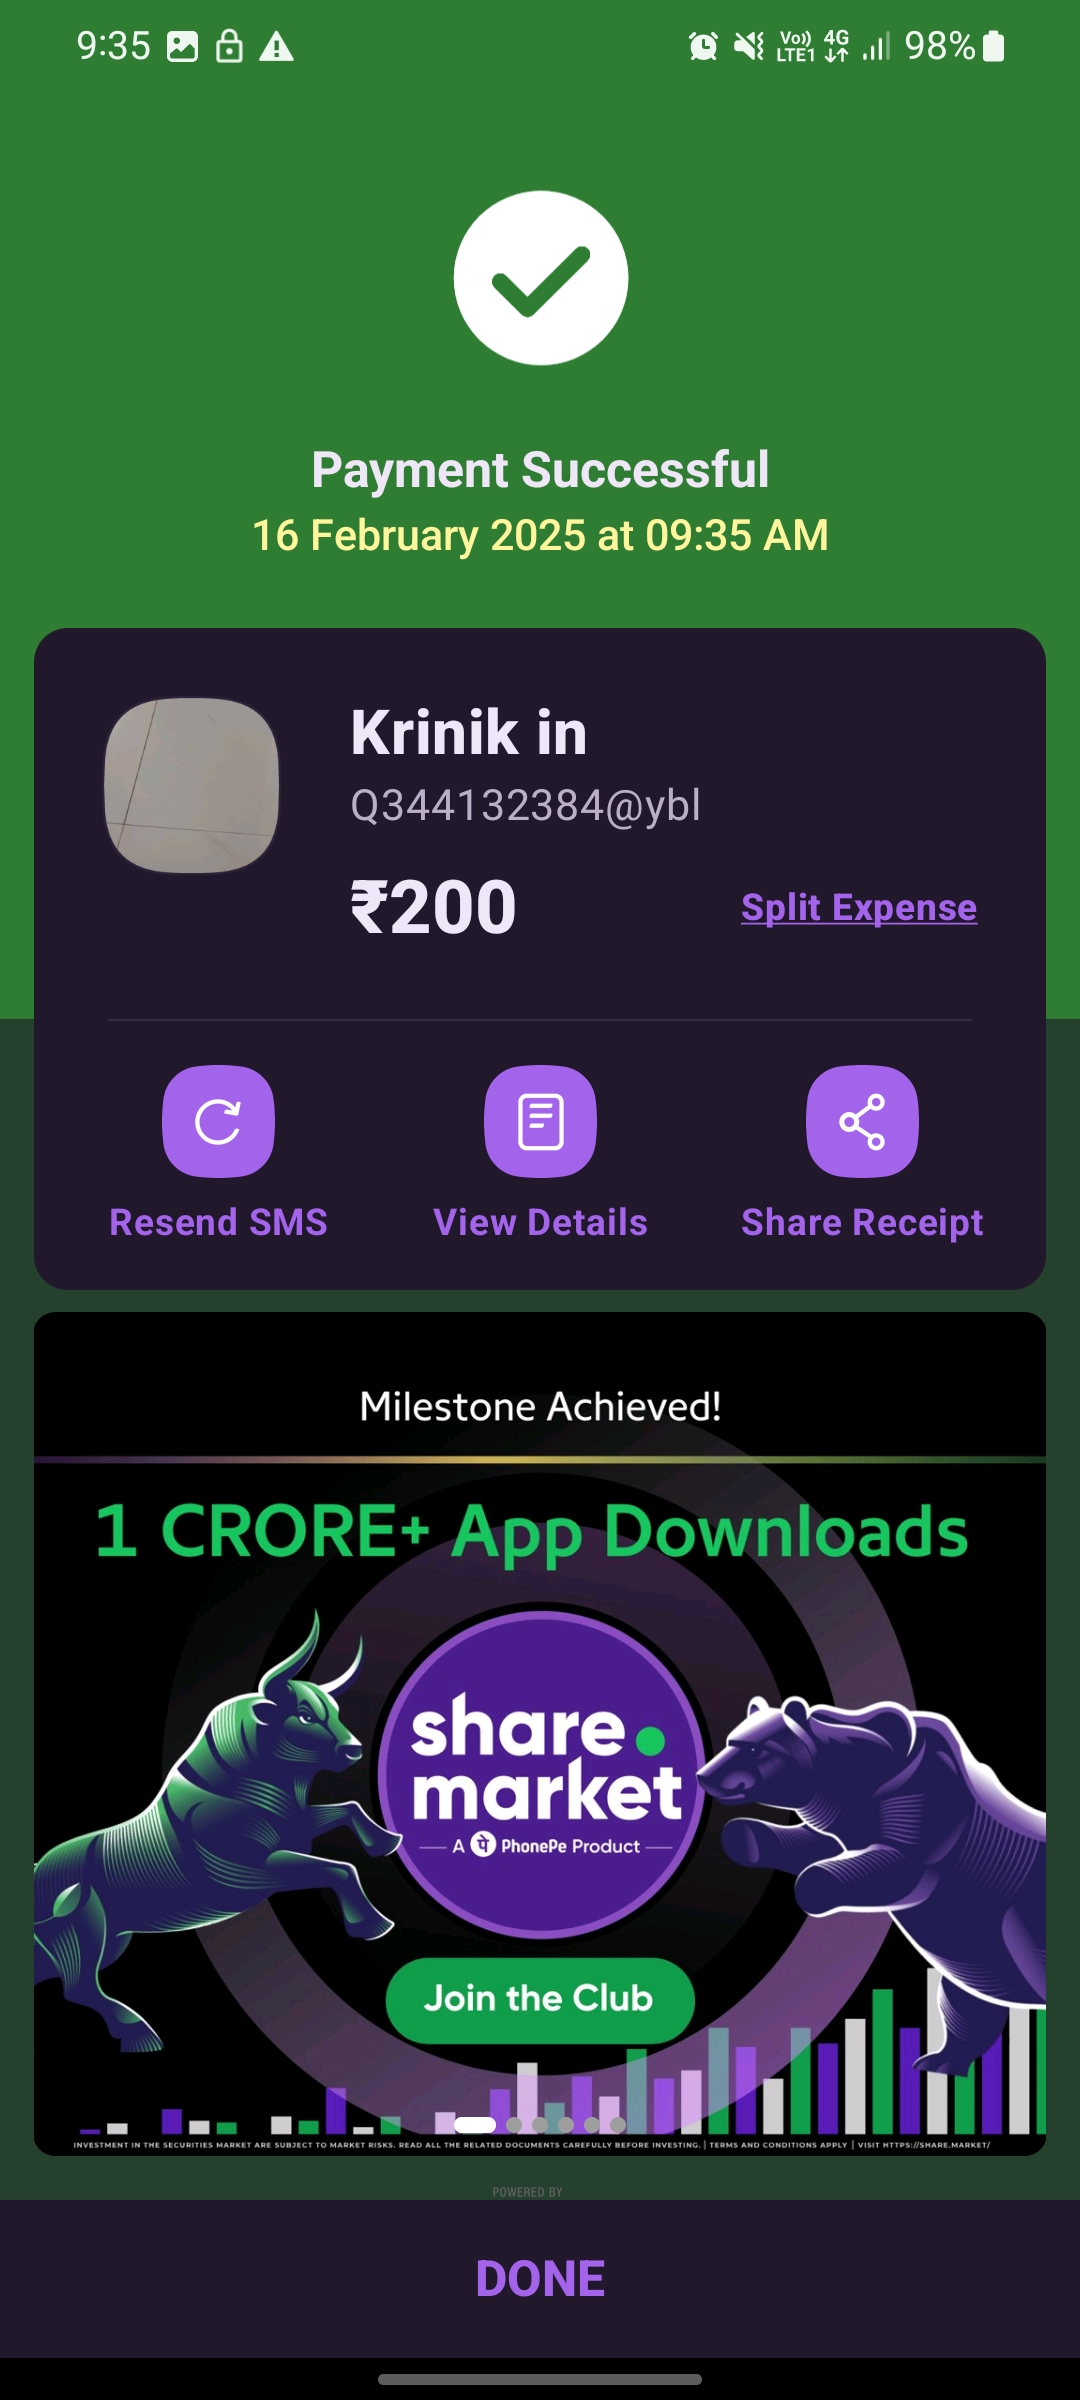 9:35
Vo)) LTE1 4G 98%
Payment Successful
16 February 2025 at 09:35 AM
Krinik in
Q344132384@ybl
₹200
Split Expense
Resend SMS
View Details
Share Receipt
Milestone Achieved!
1 CRORE+ App Downloads
share.
market
A पे PhonePe Product
Join the Club
INVESTMENT IN THE SECURITIES MARKET ARE SUBJECT TO MARKET RISKS. READ ALL THE RELATED DOCUMENTS CAREFULLY BEFORE INVESTING. | TERMS AND CONDITIONS APPLY | VISIT HTTPS://SHARE.MARKET/
POWERED BY
DONE